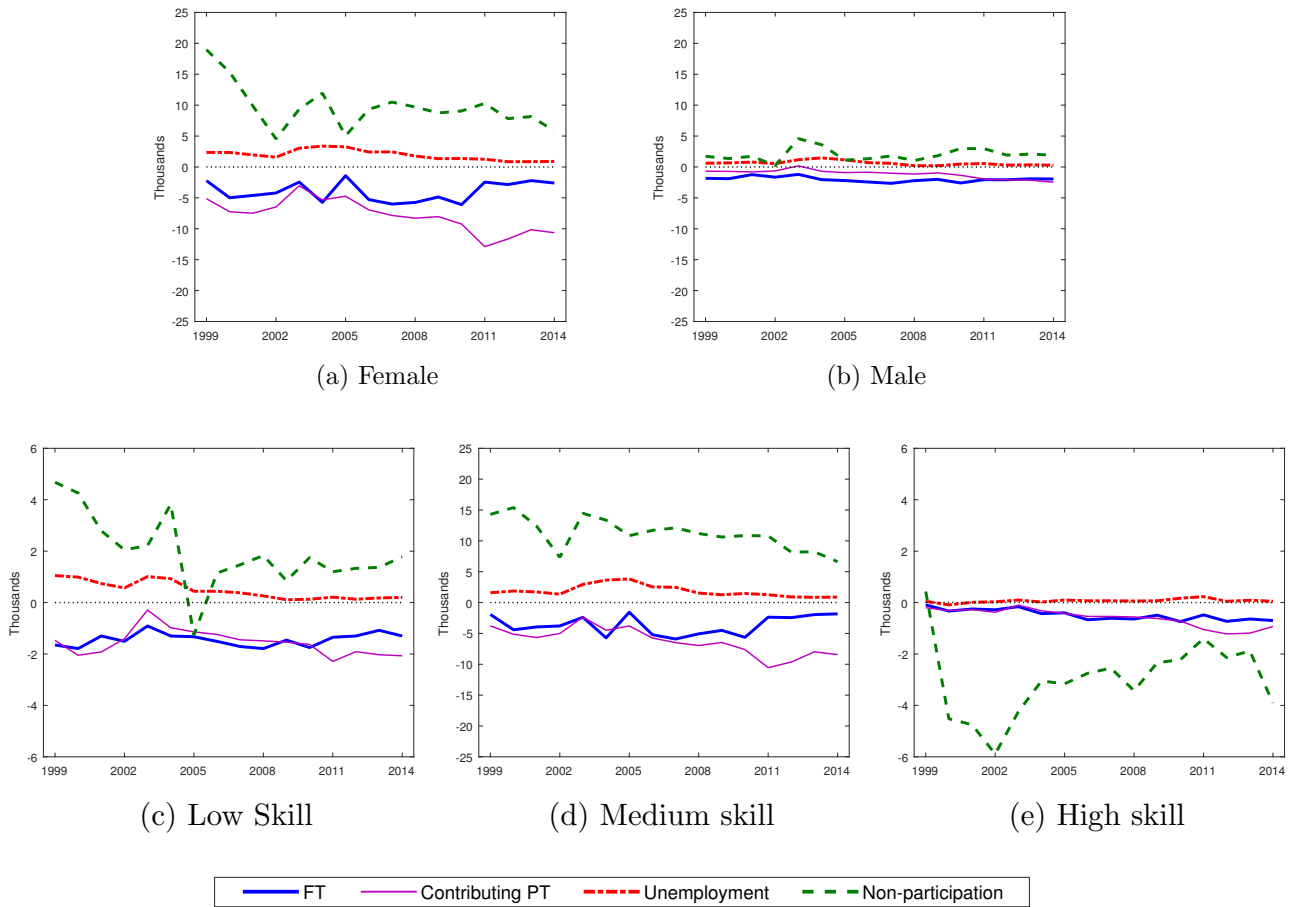 25
20
15
10
5
0
-5
-10
-15
-20
-25
Thousands
1999 2002 2005 2008 2011 2014
(a) Female
25
20
15
10
5
0
-5
-10
-15
-20
-25
Thousands
1999 2002 2005 2008 2011 2014
(b) Male
6
4
2
0
-2
-4
-6
Thousands
1999 2002 2005 2008 2011 2014
(c) Low Skill
25
20
15
10
5
0
-5
-10
-15
-20
-25
Thousands
1999 2002 2005 2008 2011 2014
(d) Medium skill
6
4
2
0
-2
-4
-6
Thousands
1999 2002 2005 2008 2011 2014
(e) High skill
FT Contributing PT Unemployment Non-participation